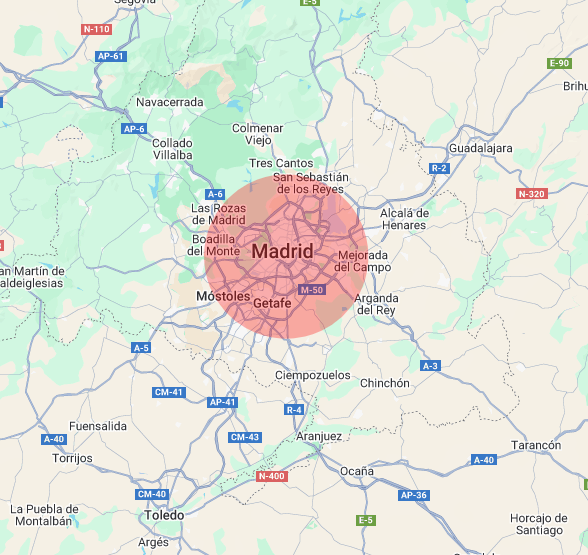 Segovia
E-5
N-110
AP-61
E-90
Navacerrada
AP-6
Collado
Villalba
Colmenar
Viejo
Guadalajara
Tres Cantos
R-2
San Sebastián
de los Reyes
A-6
N-320
Las Rozas
de Madrid
Alcalá de
Henares
Boadilla
del Monte
Madrid
Mejorada
del Campo
an Martín de
aldeiglesias
M-50
Móstoles
Getafe
Arganda
del Rey
A-5
A-3
Ciempozuelos
Chinchón
CM-41
AP-41
R-4
Fuensalida
A-40
CM-43
Aranjuez
Tarancón
Torrijos
A-40
Ocaña
N-400
CM-40
AP-36
La Puebla de
Montalbán
Toledo
E-5
Horcajo de
Santiago
Argés